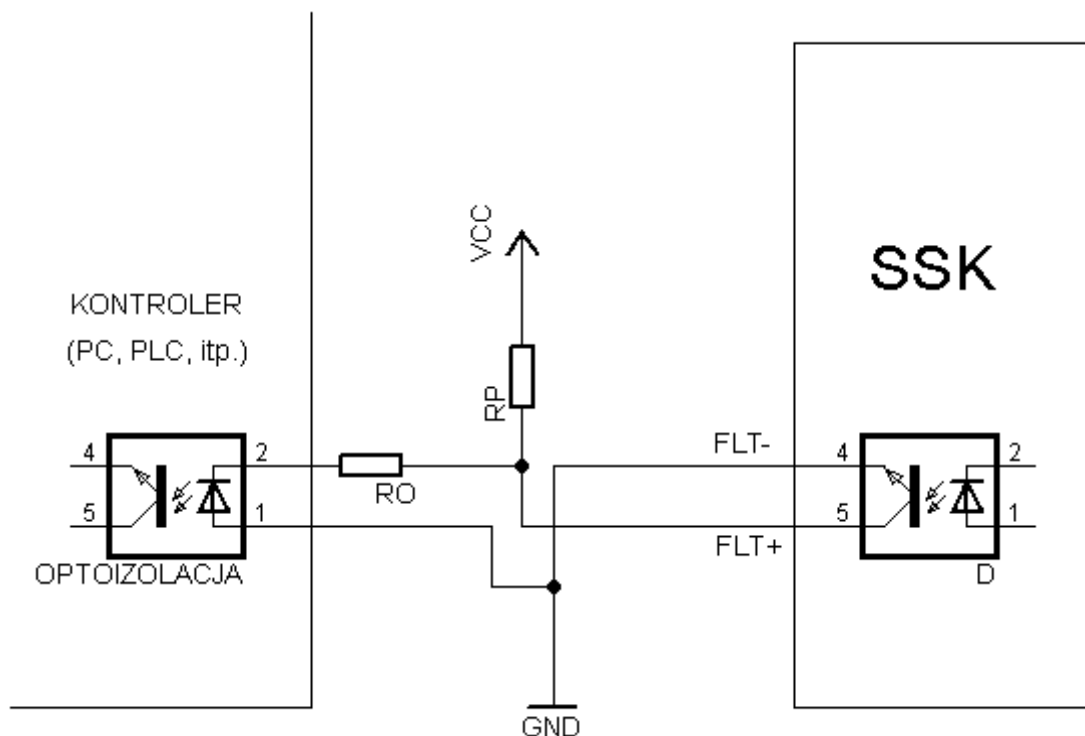 VCC
SSK
KONTROLER
(PC, PLC, itp.)
RP
FLT-
4
2
RO
4
2
5
1
5
1
FLT+
OPTOIZOLACJA
D
GND